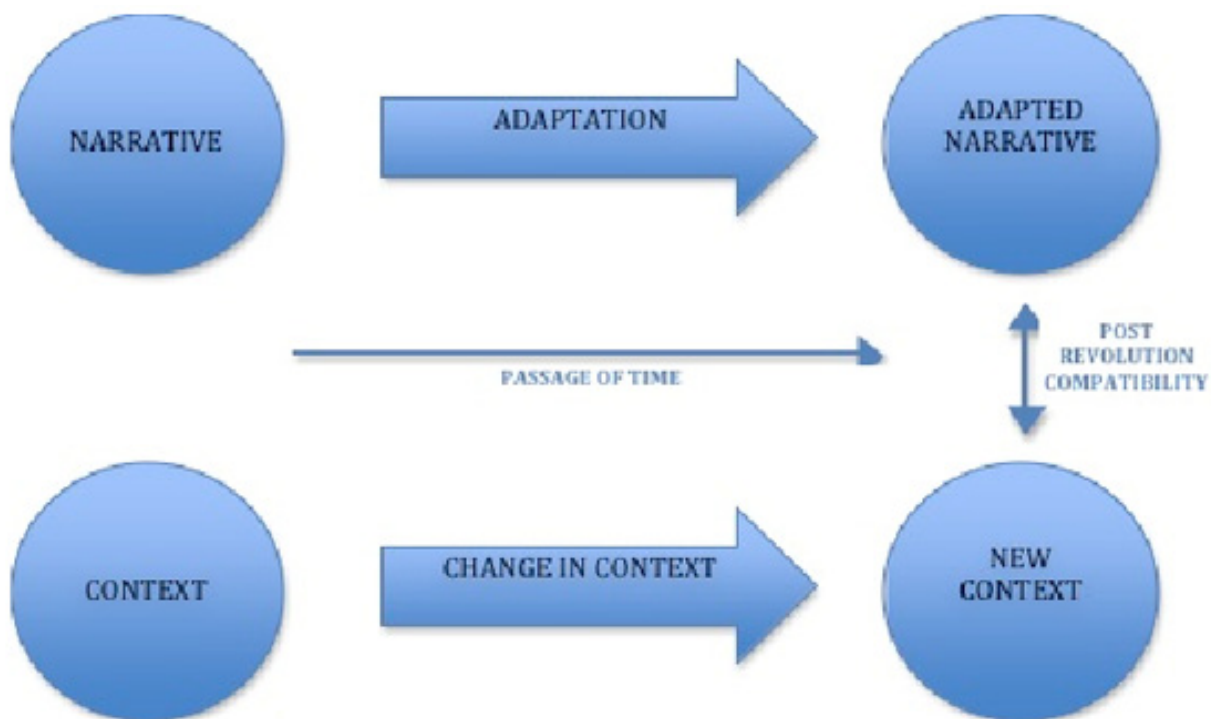 NARRATIVE
ADAPTATION
ADAPTED
NARRATIVE
PASSAGE OF TIME
POST
REVOLUTION
COMPATIBILITY
CONTEXT
CHANGE IN CONTEXT
NEW
CONTEXT